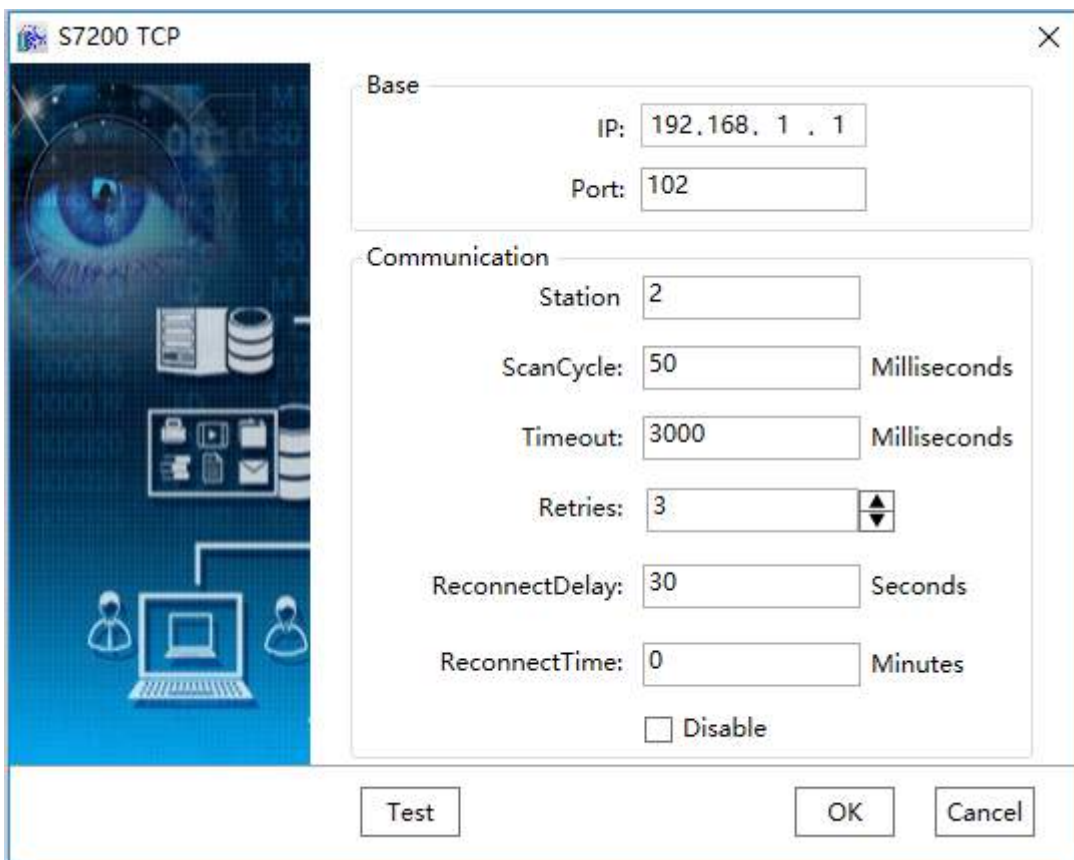 S7200 TCP
Base
IP: 192.168. 1 . 1
Port: 102
Communication
Station 2
ScanCycle: 50 Milliseconds
Timeout: 3000 Milliseconds
Retries: 3
ReconnectDelay: 30 Seconds
ReconnectTime: 0 Minutes
Disable
Test OK Cancel